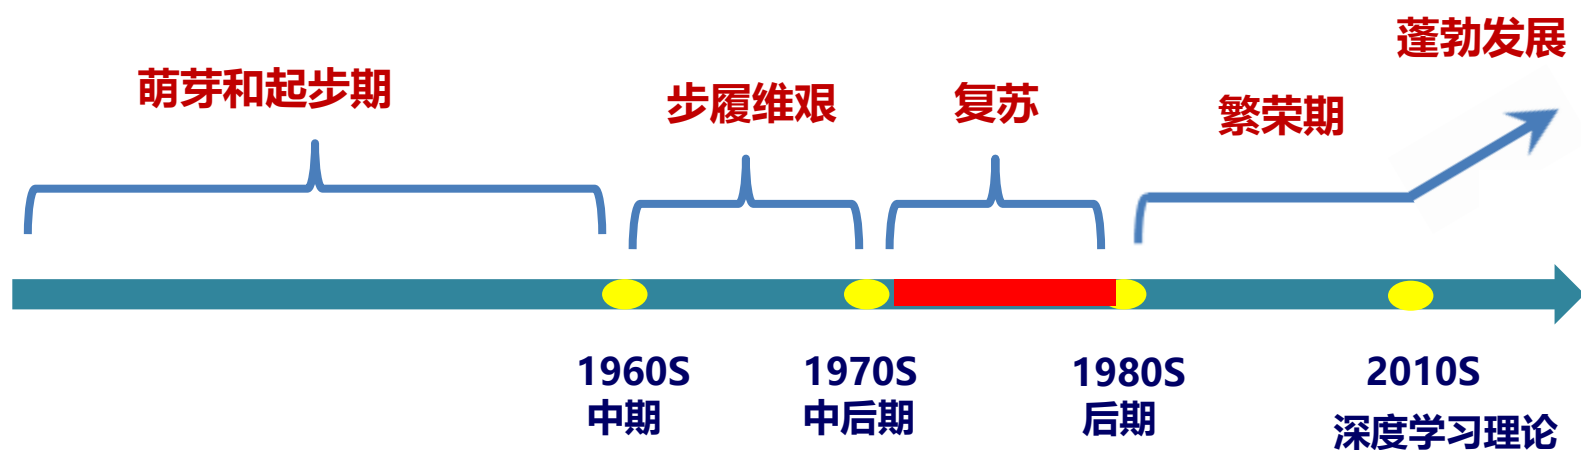 蓬勃发展
萌芽和起步期
步履维艰
复苏
繁荣期
1960S
中期
1970S
中后期
1980S
后期
2010S
深度学习理论